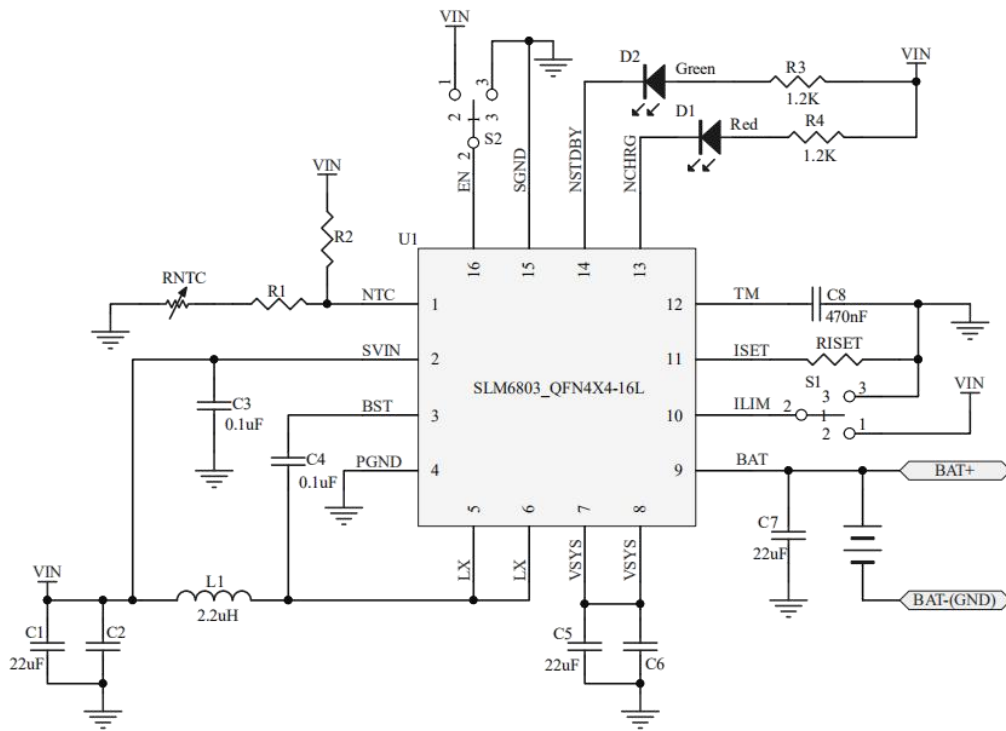 VIN
1
3
2
3
S2
2
EN
SGND
NSTDBY
NCHRG
D2
Green
R3
1.2K
VIN
D1
Red
R4
1.2K
VIN
R2
U1
16
15
14
13
RNTC
R1
NTC
1
SVIN
2
BST
3
PGND
4
SLM6803_QFN4X4-16L
12
TM
C8
470nF
11
ISET
RISET
10
ILIM
S1
2
3
3
1
2
1
VIN
9
BAT
BAT+
C3
0.1uF
C4
0.1uF
5
6
7
8
LX
LX
VSYS
VSYS
C7
22uF
BAT-(GND)
VIN
L1
2.2uH
C1
22uF
C2
C5
22uF
C6